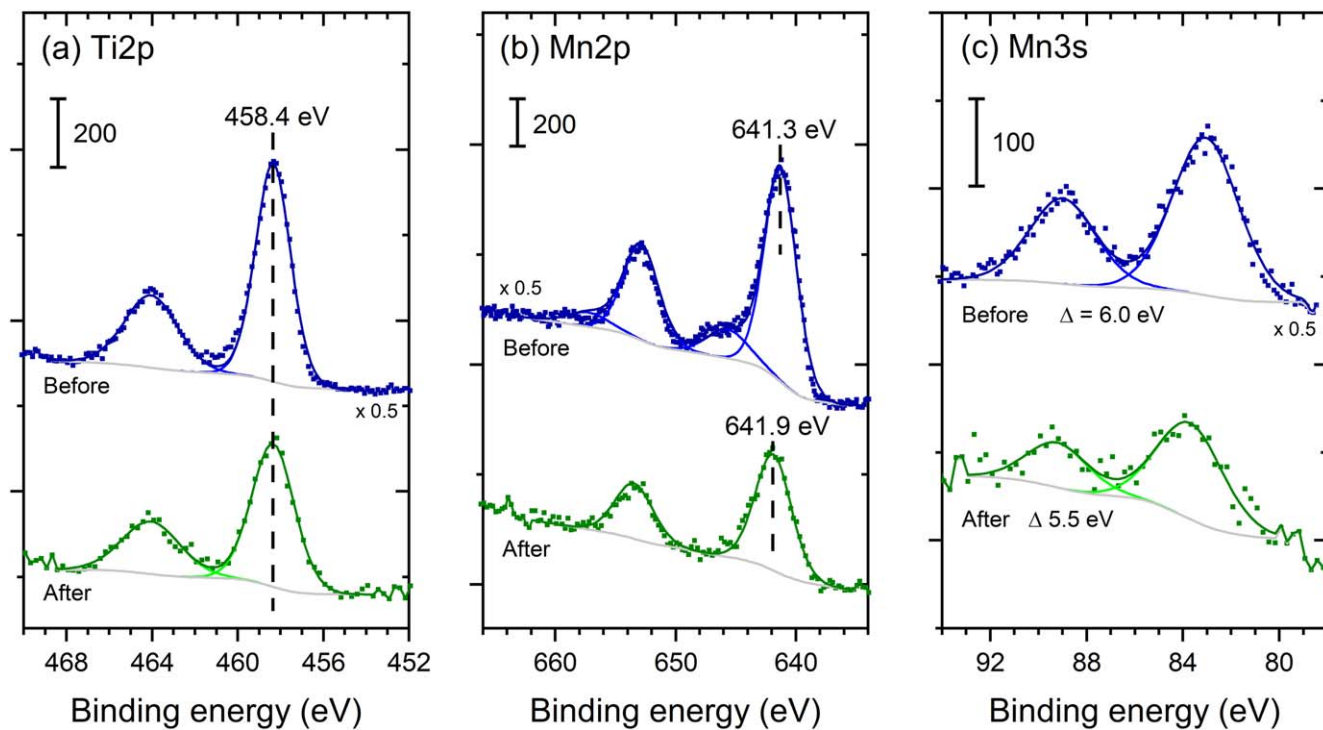 (a) Ti2p
200
458.4 eV
Before
x 0.5
After
468 464 460 456 452
Binding energy (eV)
(b) Mn2p
200
641.3 eV
x 0.5
Before
641.9 eV
After
660 650 640
Binding energy (eV)
(c) Mn3s
100
Before Δ = 6.0 eV
x 0.5
After Δ 5.5 eV
92 88 84 80
Binding energy (eV)